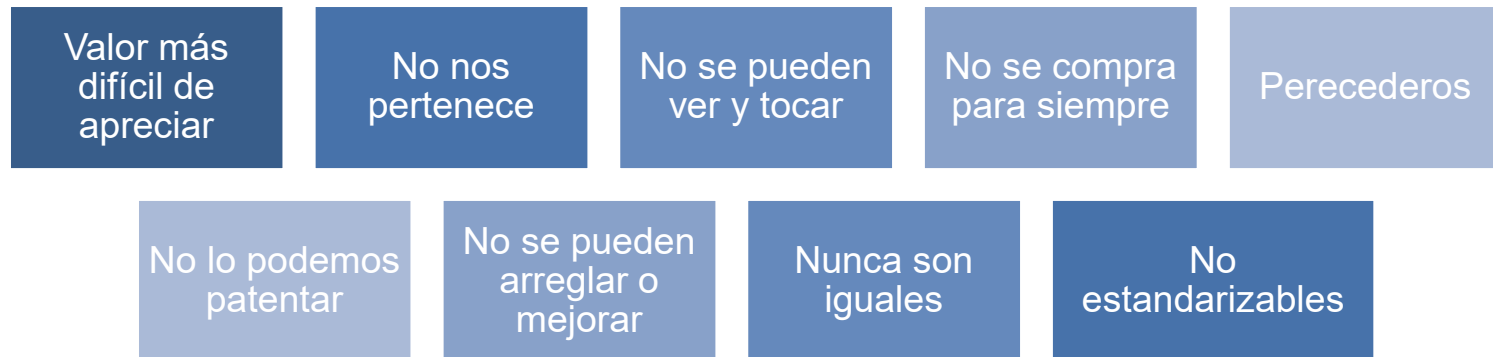 Valor más
difícil de
apreciar
No nos
pertenece
No se pueden
ver y tocar
No se compra
para siempre
Perecederos
No lo podemos
patentar
No se pueden
arreglar o
mejorar
Nunca son
iguales
No
estandarizables